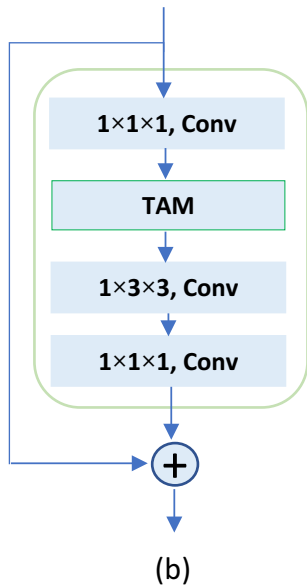 1×1×1, Conv
TAM
1×3×3, Conv
1×1×1, Conv
+
(b)